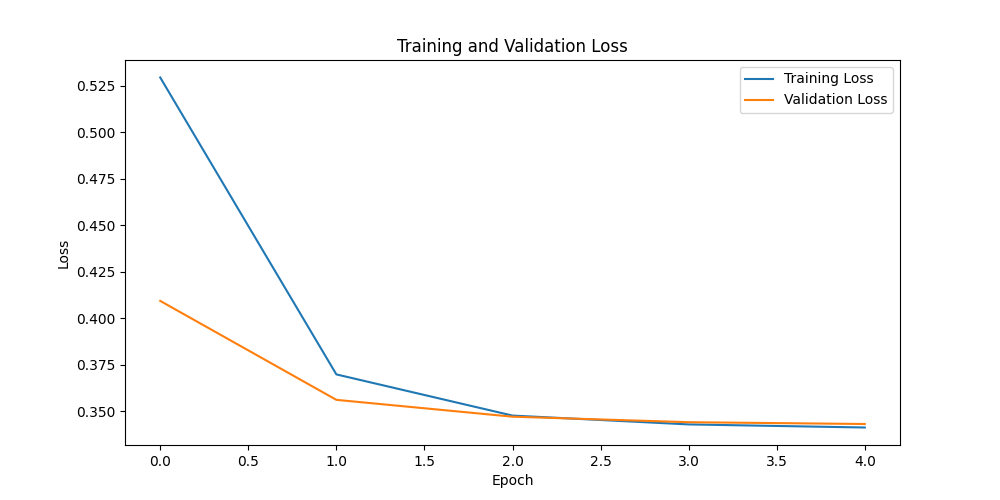 Training and Validation Loss
Training Loss
Validation Loss
0.525
0.500
0.475
0.450
0.425
0.400
0.375
0.350
Loss
0.0 0.5 1.0 1.5 2.0 2.5 3.0 3.5 4.0
Epoch